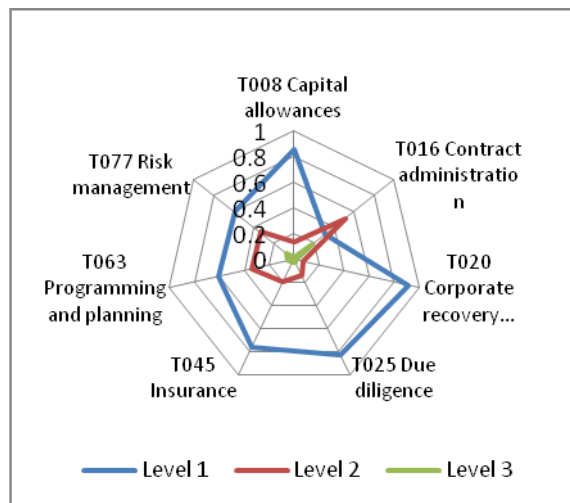 T008 Capital
allowances
1
0.8
0.6
0.4
0.2
0
T016 Contract
administratio
n
T020
Corporate
recovery...
T025 Due
diligence
T045
Insurance
T063
Programming
and planning
T077 Risk
management
Level 1
Level 2
Level 3